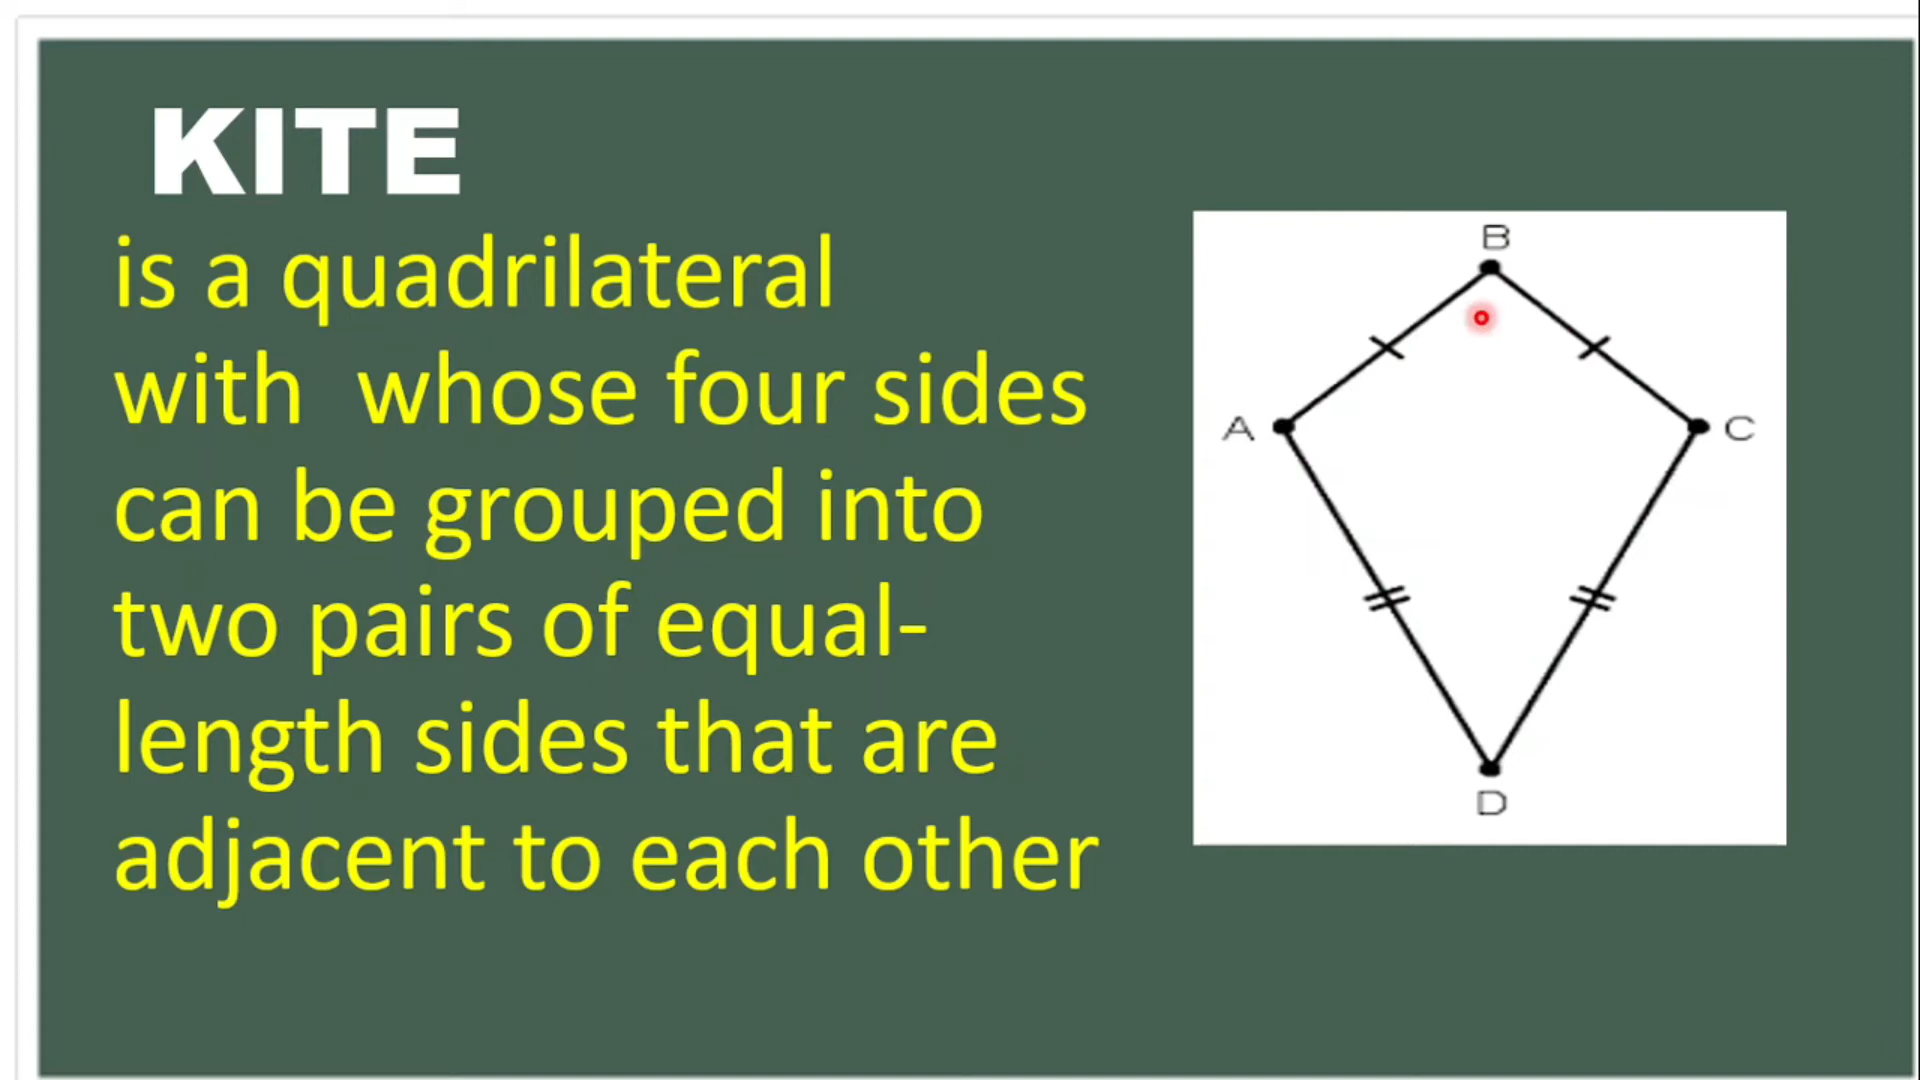 KITE
is a quadrilateral
with whose four sides
can be grouped into
two pairs of equal-
length sides that are
adjacent to each other
B
A
C
D